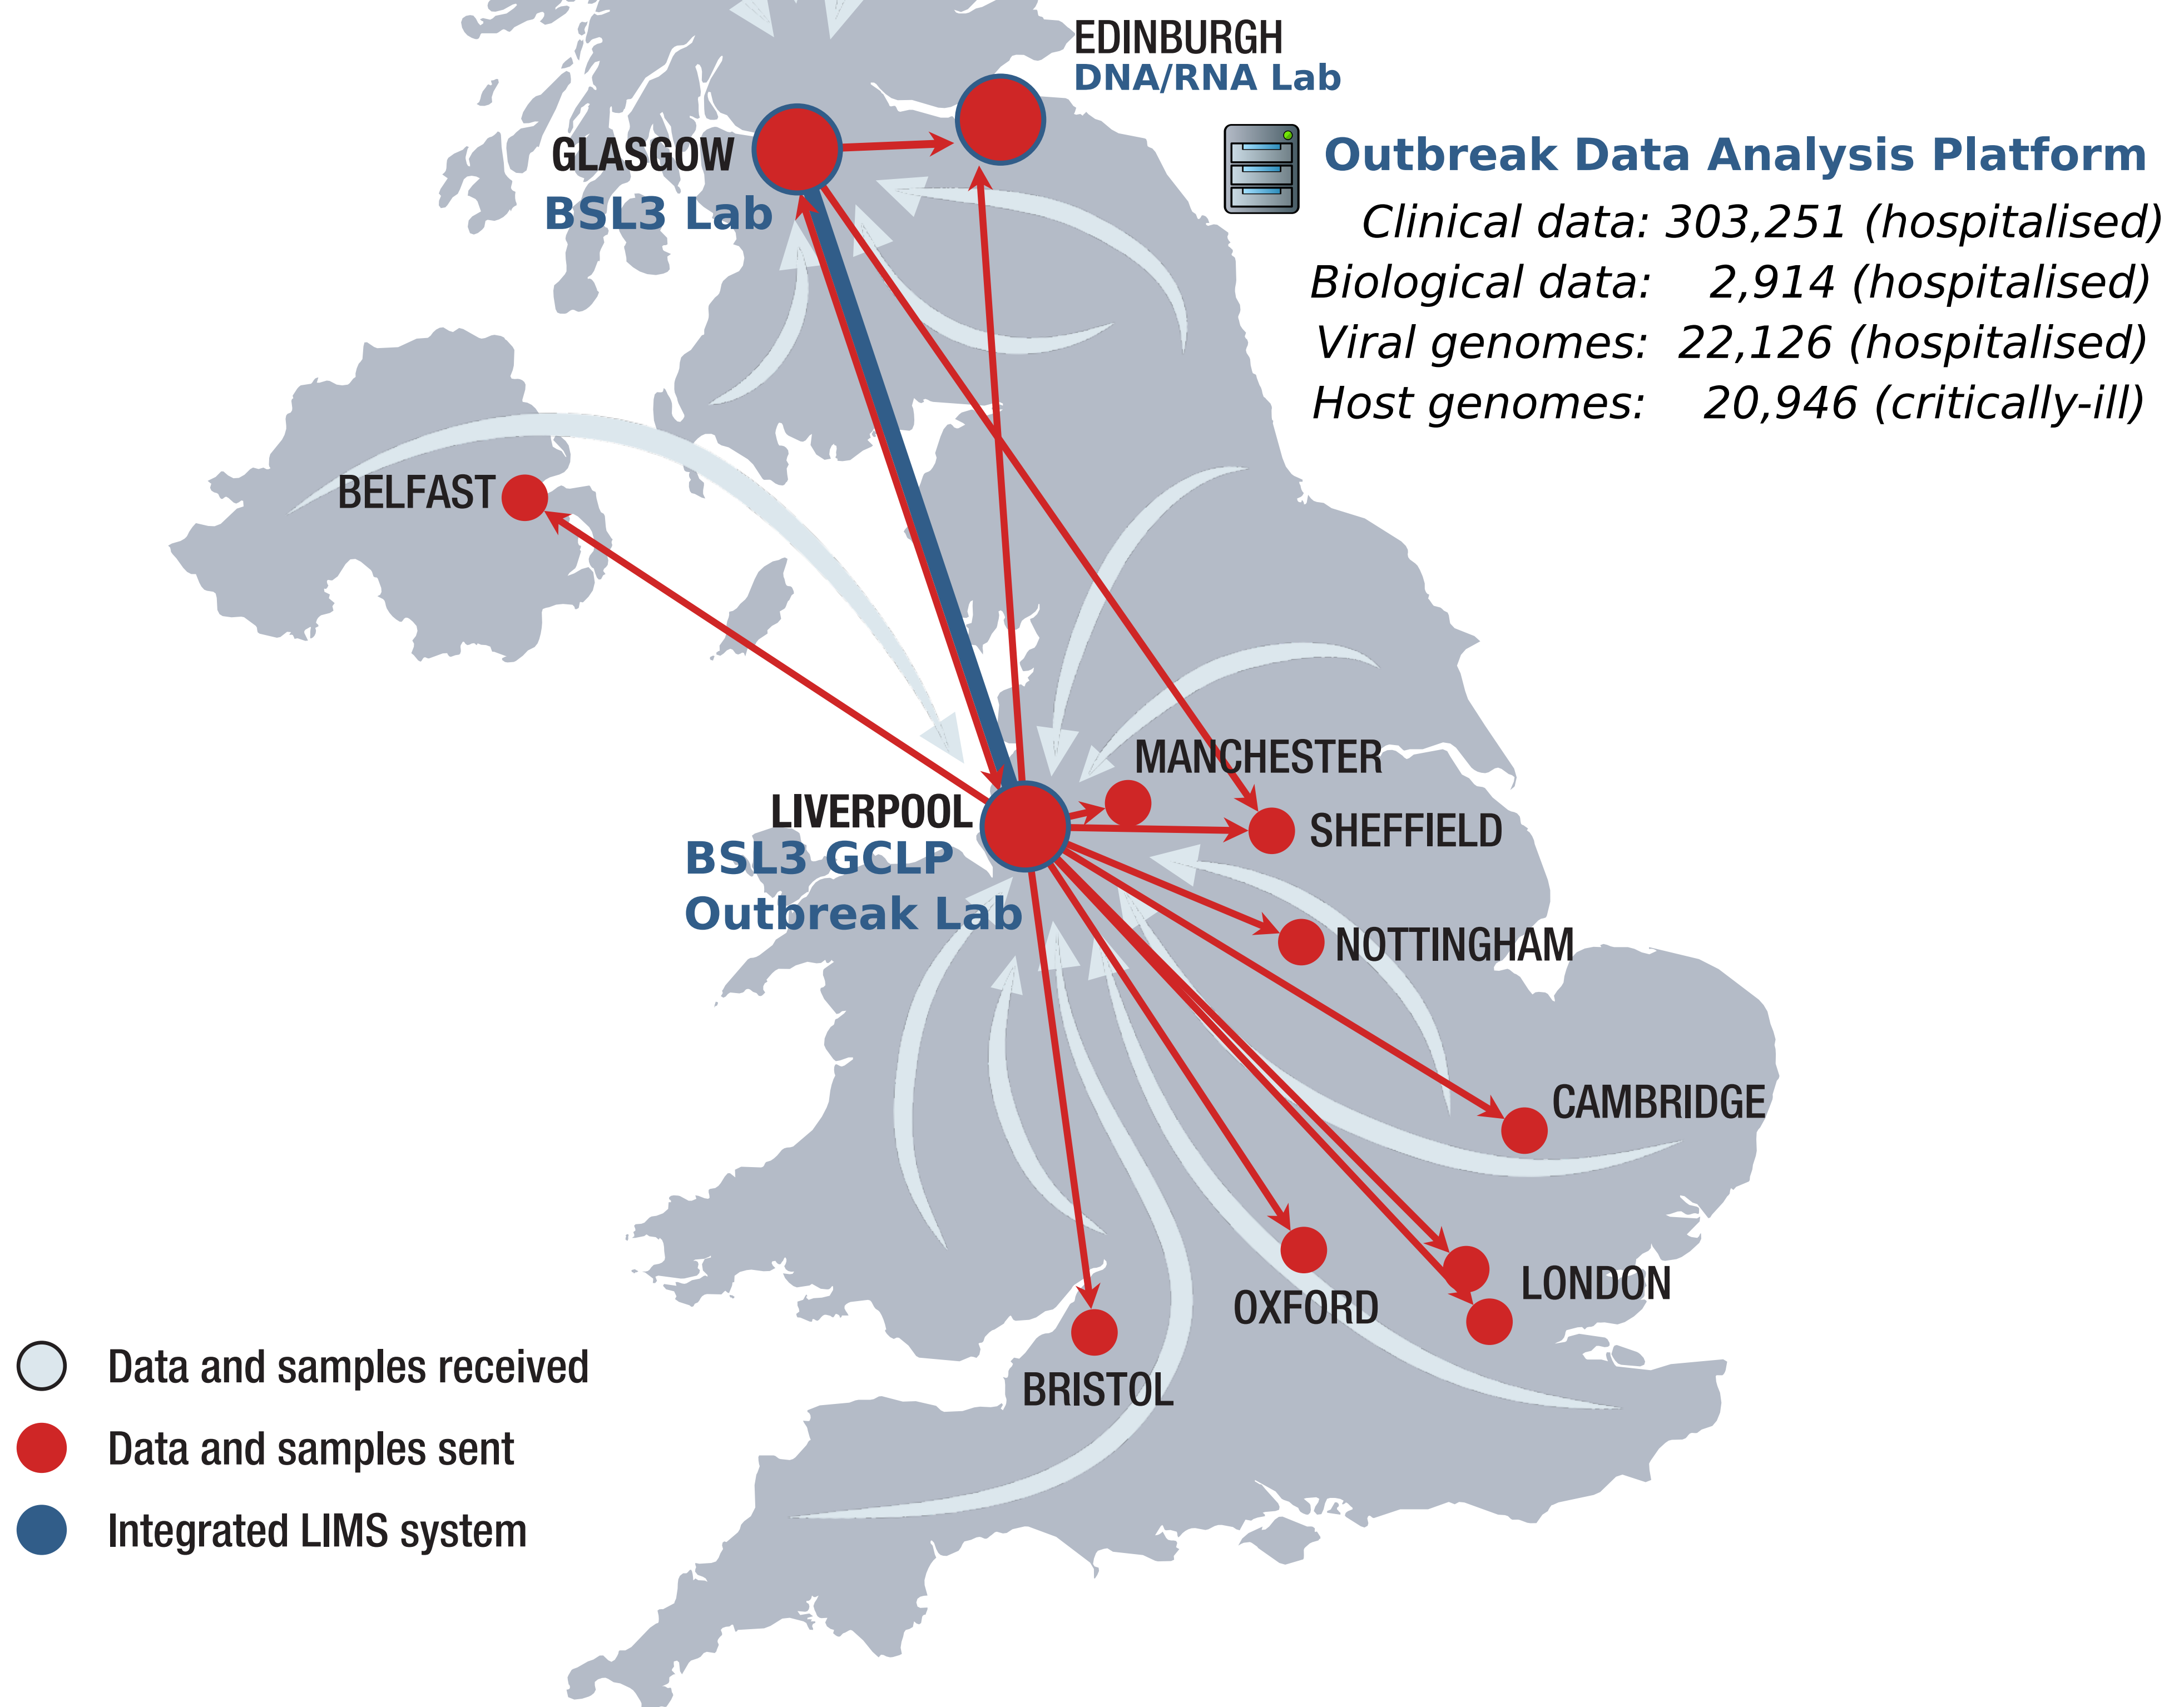 EDINBURGH
DNA/RNA Lab
GLASGOW
BSL3 Lab
Outbreak Data Analysis Platform
Clinical data: 303,251 (hospitalised)
Biological data: 2,914 (hospitalised)
Viral genomes: 22,126 (hospitalised)
Host genomes: 20,946 (critically-ill)
BELFAST
MANCHESTER
LIVERPOOL
BSL3 GCLP
Outbreak Lab
SHEFFIELD
NOTTINGHAM
CAMBRIDGE
LONDON
OXFORD
BRISTOL
Data and samples received
Data and samples sent
Integrated LIMS system